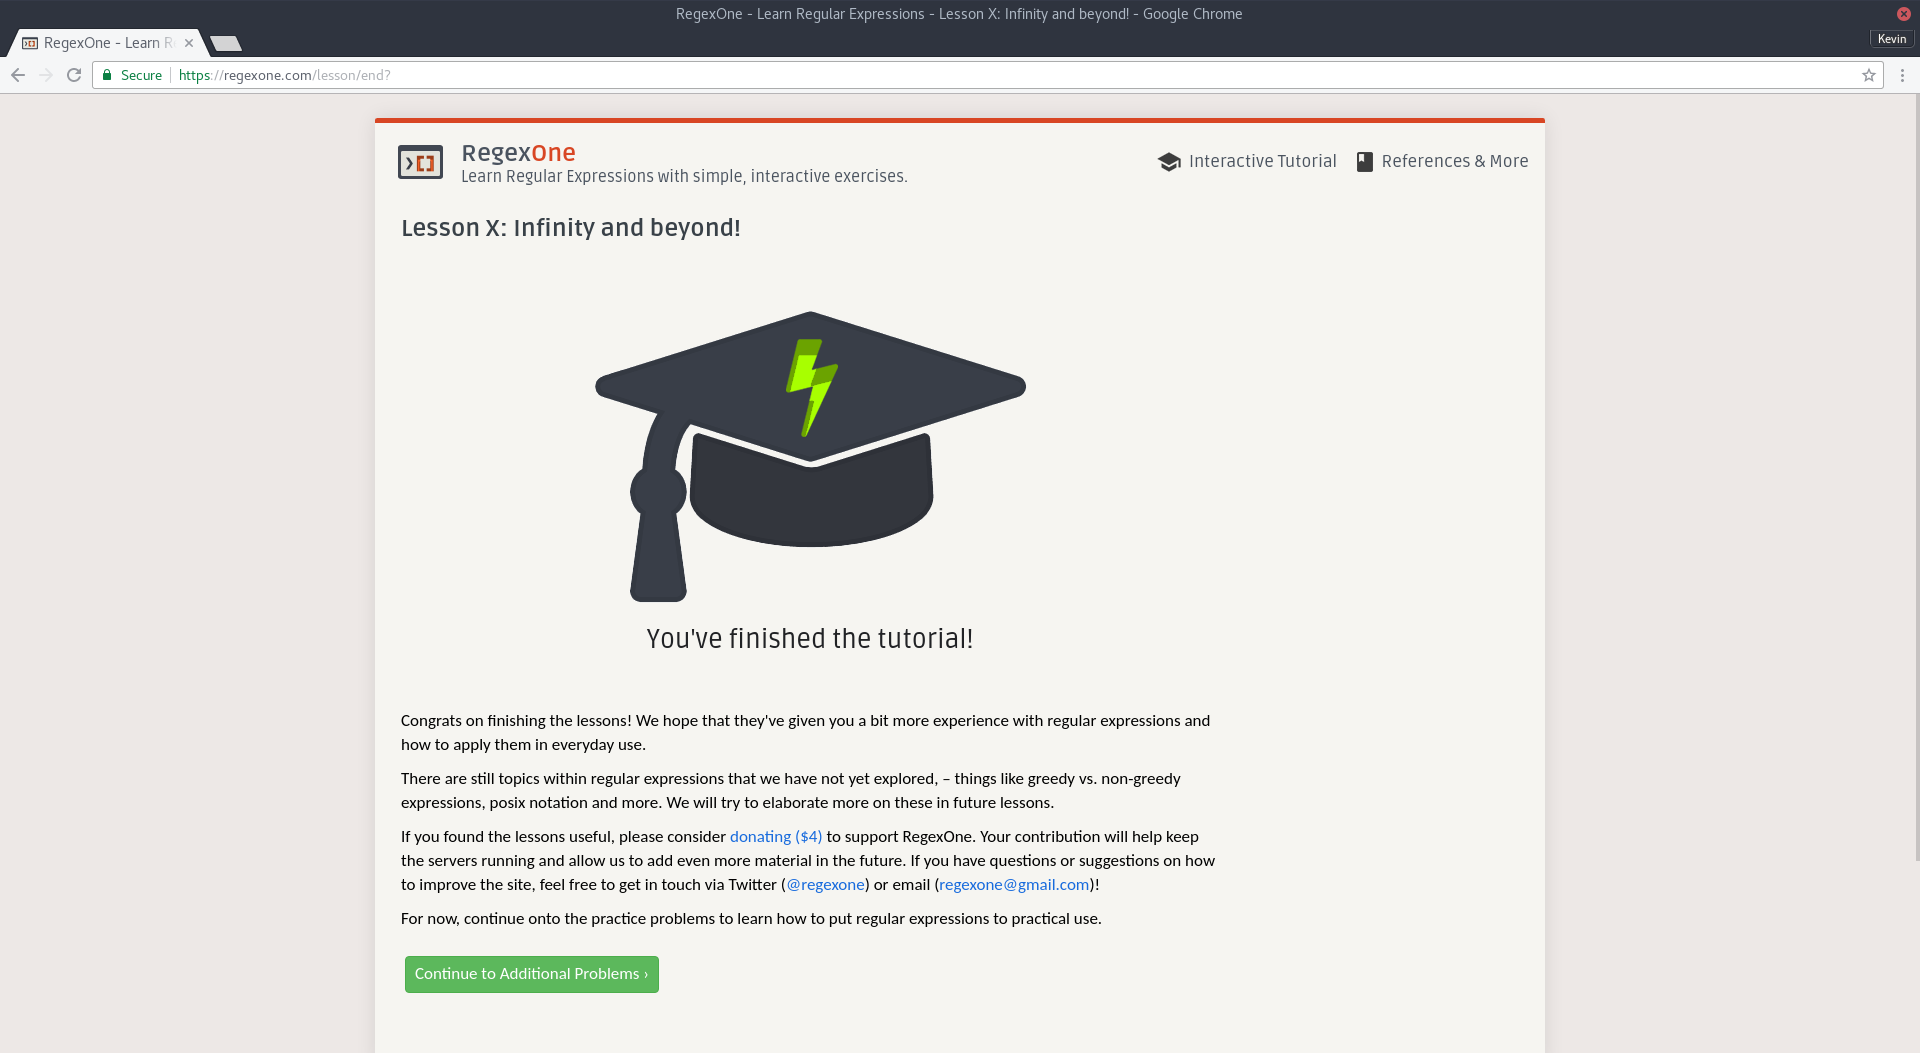 RegexOne - Learn Regular Expressions - Lesson X: Infinity and beyond! - Google Chrome
RegexOne - Learn R
Kevin
Secure https://regexone.com/lesson/end?
RegexOne
Learn Regular Expressions with simple, interactive exercises.
Interactive Tutorial
References & More
Lesson X: Infinity and beyond!
You've finished the tutorial!
Congrats on finishing the lessons! We hope that they've given you a bit more experience with regular expressions and
how to apply them in everyday use.
There are still topics within regular expressions that we have not yet explored, – things like greedy vs. non-greedy
expressions, posix notation and more. We will try to elaborate more on these in future lessons.
If you found the lessons useful, please consider donating ($4) to support RegexOne. Your contribution will help keep
the servers running and allow us to add even more material in the future. If you have questions or suggestions on how
to improve the site, feel free to get in touch via Twitter (@regexone) or email (regexone@gmail.com)!
For now, continue onto the practice problems to learn how to put regular expressions to practical use.
Continue to Additional Problems ›